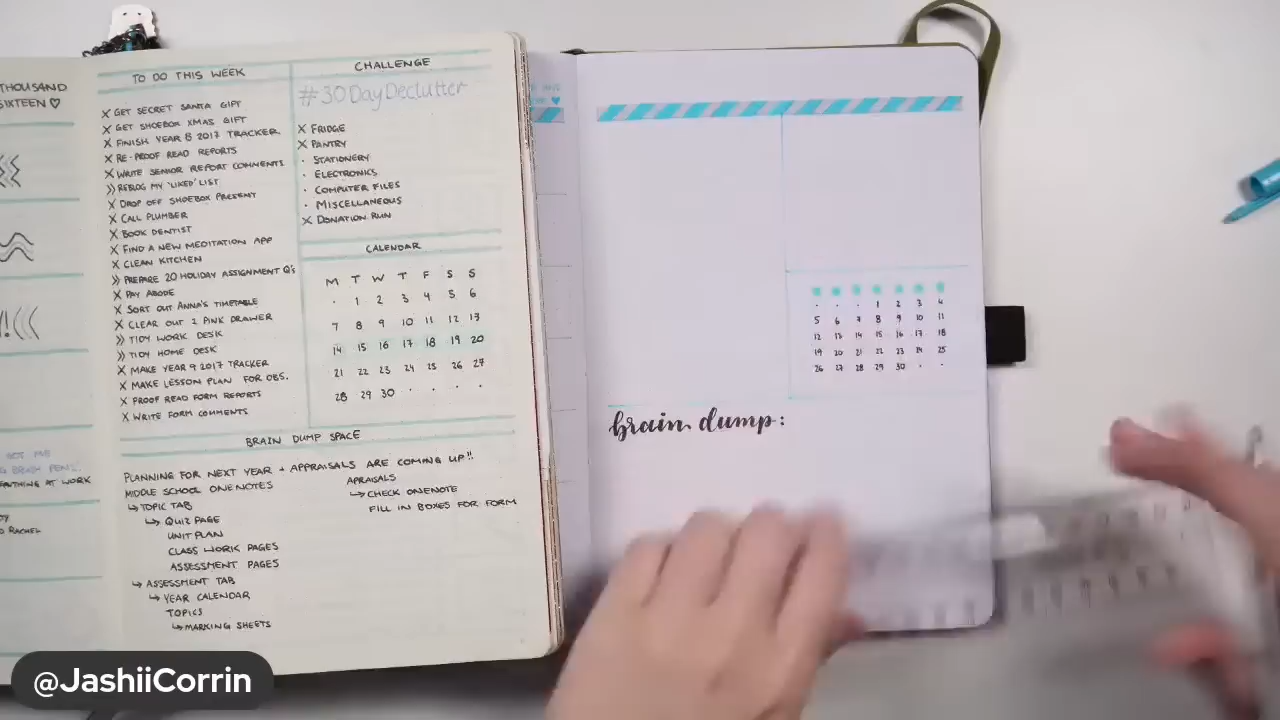 THOUSAND
SIXTEEN ♡
TO DO THIS WEEK
X GET SECRET SANTA GIFT
X GET SHOEBOX XMAS GIFT
X FINISH YEAR 8 2017 TRACKER
X RE-PROOF READ REPORTS
X WRITE SENIOR REPORT COMMENTS
» REBLOG MY 'LIKED' LIST
X DROP OFF SHOEBOX PRESENT
X CALL PLUMBER
X BOOK DENTIST
X FIND A NEW MEDITATION APP
X CLEAN KITCHEN
» PREPARE 20 HOLIDAY ASSIGNMENT Q's
X PAY ADOBE
X SORT OUT ANNA'S TIMETABLE
X CLEAR OUT 2 PINK DRAWER
» TIDY WORK DESK
» TIDY HOME DESK
X MAKE YEAR 9 2017 TRACKER
X MAKE LESSON PLAN FOR OBS.
X PROOF READ FORM REPORTS
X WRITE FORM COMMENTS
CHALLENGE
#30DayDeclutter
X FRIDGE
X PANTRY
· STATIONERY
· ELECTRONICS
· COMPUTER FILES
· MISCELLANEOUS
X DONATION RUN
CALENDAR
M T W T F S S
· 1 2 3 4 5 6
7 8 9 10 11 12 13
14 15 16 17 18 19 20
21 22 23 24 25 26 27
28 29 30 · · · ·
BRAIN DUMP SPACE
PLANNING FOR NEXT YEAR + APPRAISALS ARE COMING UP!!
MIDDLE SCHOOL ONENOTES
↳ TOPIC TAB
↳ QUIZ PAGE
UNIT PLAN
CLASS WORK PAGES
ASSESSMENT PAGES
↳ ASSESSMENT TAB
↳ YEAR CALENDAR
TOPICS
↳ MARKING SHEETS
APRAISALS
↳ CHECK ONENOTE
FILL IN BOXES FOR FORM
BRUSH PENS
AT WORK
RACHEL
· · · 1 2 3 4
5 6 7 8 9 10 11
12 13 14 15 16 17 18
19 20 21 22 23 24 25
26 27 28 29 30 · ·
brain dump:
@JashiiCorrin